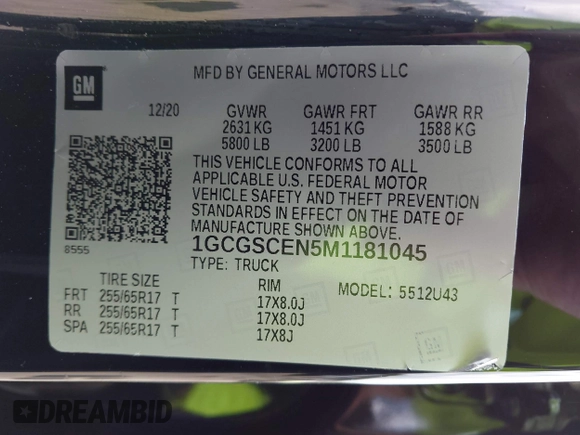 GM
MFD BY GENERAL MOTORS LLC
12/20 GVWR GAWR FRT GAWR RR
2631 KG 1451 KG 1588 KG
5800 LB 3200 LB 3500 LB
THIS VEHICLE CONFORMS TO ALL
APPLICABLE U.S. FEDERAL MOTOR
VEHICLE SAFETY AND THEFT PREVENTION
STANDARDS IN EFFECT ON THE DATE OF
MANUFACTURE SHOWN ABOVE.
8555 1GCGSCEN5M1181045
TYPE: TRUCK
TIRE SIZE RIM MODEL: 5512U43
FRT 255/65R17 T 17X8.0J
RR 255/65R17 T 17X8.0J
SPA 255/65R17 T 17X8J
DREAMBID